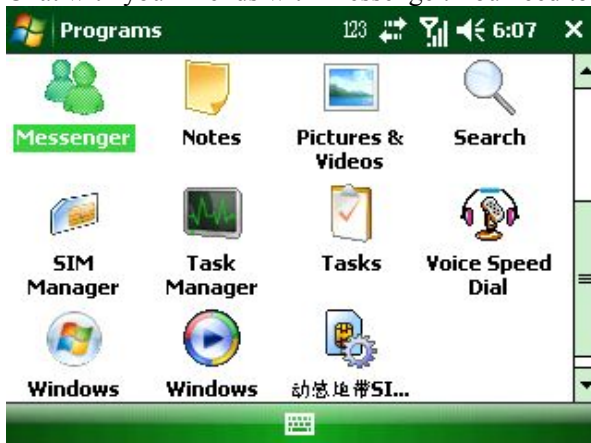 Programs 123 6:07
Messenger Notes Pictures & Videos Search
SIM Manager Task Manager Tasks Voice Speed Dial
Windows Windows 动感地带SI...